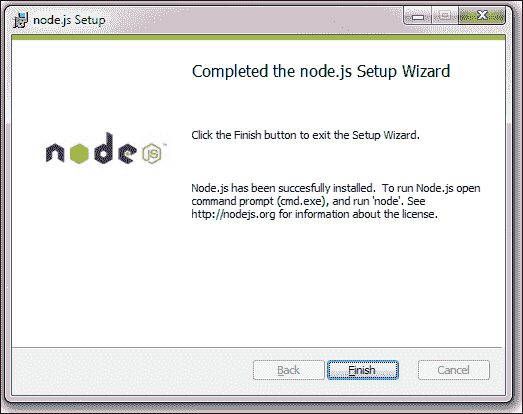 node.js Setup
Completed the node.js Setup Wizard
Click the Finish button to exit the Setup Wizard.
node js ™
Node.js has been succesfully installed. To run Node.js open
command prompt (cmd.exe), and run 'node'. See
http://nodejs.org for information about the license.
Back Finish Cancel